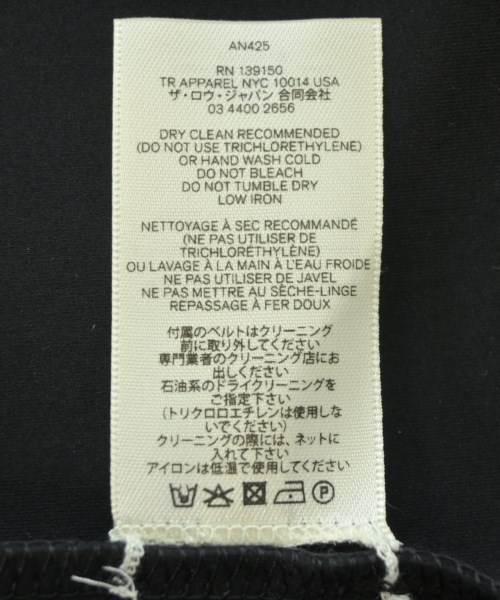 AN425
RN 139150
TR APPAREL NYC 10014 USA
ザ・ロウ・ジャパン 合同会社
03 4400 2656
DRY CLEAN RECOMMENDED
(DO NOT USE TRICHLORETHYLENE)
OR HAND WASH COLD
DO NOT BLEACH
DO NOT TUMBLE DRY
LOW IRON
NETTOYAGE À SEC RECOMMANDÉ
(NE PAS UTILISER DE
TRICHLORÉTHYLÈNE)
OU LAVAGE À LA MAIN À L'EAU FROIDE
NE PAS UTILISER DE JAVEL
NE PAS METTRE AU SÈCHE-LINGE
REPASSAGE À FER DOUX
付属のベルトはクリーニング
前に取り外してください
専門業者のクリーニング店にお
出しください
石油系のドライクリーニングを
ご指定下さい
(トリクロロエチレンは使用しな
いでください)
クリーニングの際には、ネットに
入れて下さい
アイロンは低温で使用してください
P